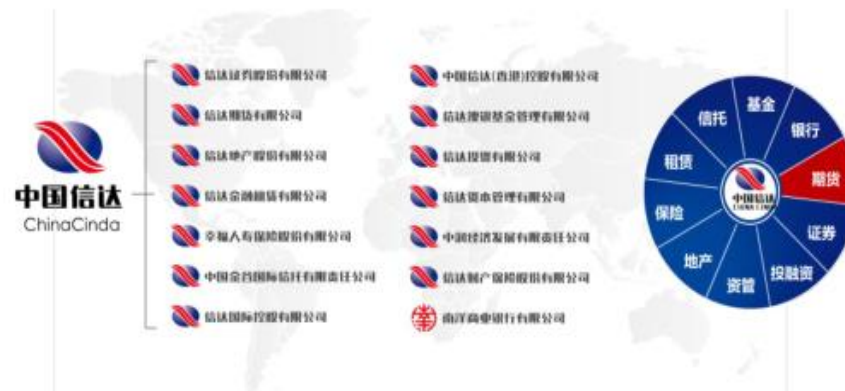 中国信达
ChinaCinda
信达证券股份有限公司
信达期货有限公司
信达地产股份有限公司
信达金融租赁有限公司
幸福人寿保险股份有限公司
中国金谷国际信托有限责任公司
信达国际控股有限公司
中国信达(香港)控股有限公司
信达澳银基金管理有限公司
信达投资有限公司
信达资本管理有限公司
中润经济发展有限责任公司
信达财产保险股份有限公司
南洋商业银行有限公司
基金
银行
期货
证券
投融资
资管
地产
保险
租赁
信托
中国信达
CHINA CINDA